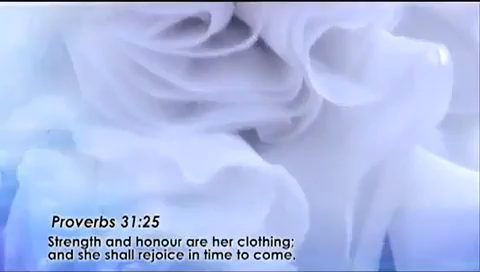 Proverbs 31:25
Strength and honour are her clothing;
and she shall rejoice in time to come.